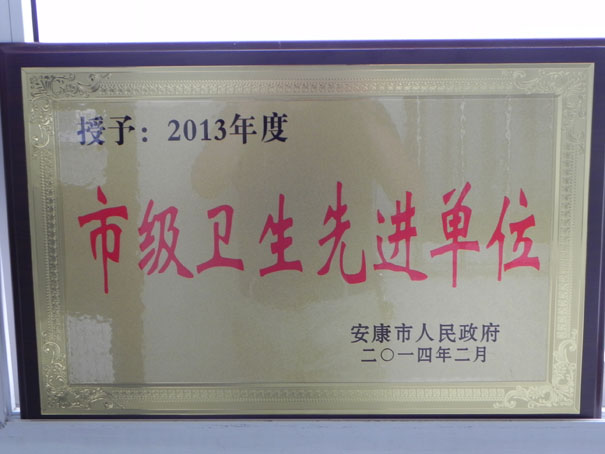 授予：2013年度
市级卫生先进单位
安康市人民政府
二〇一四年二月